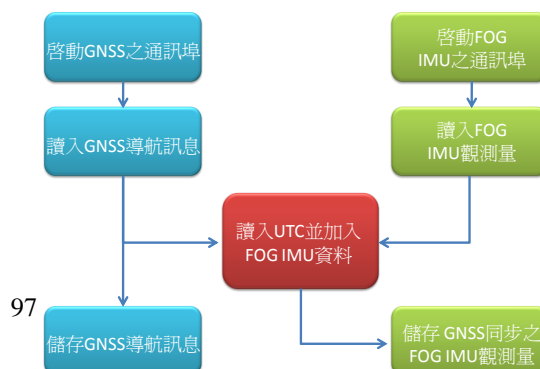 啓動GNSS之通訊埠
啓動FOG
IMU之通訊埠
讀入GNSS導航訊息
讀入FOG
IMU觀測量
讀入UTC並加入
FOG IMU資料
97
儲存GNSS導航訊息
儲存 GNSS同步之
FOG IMU觀測量